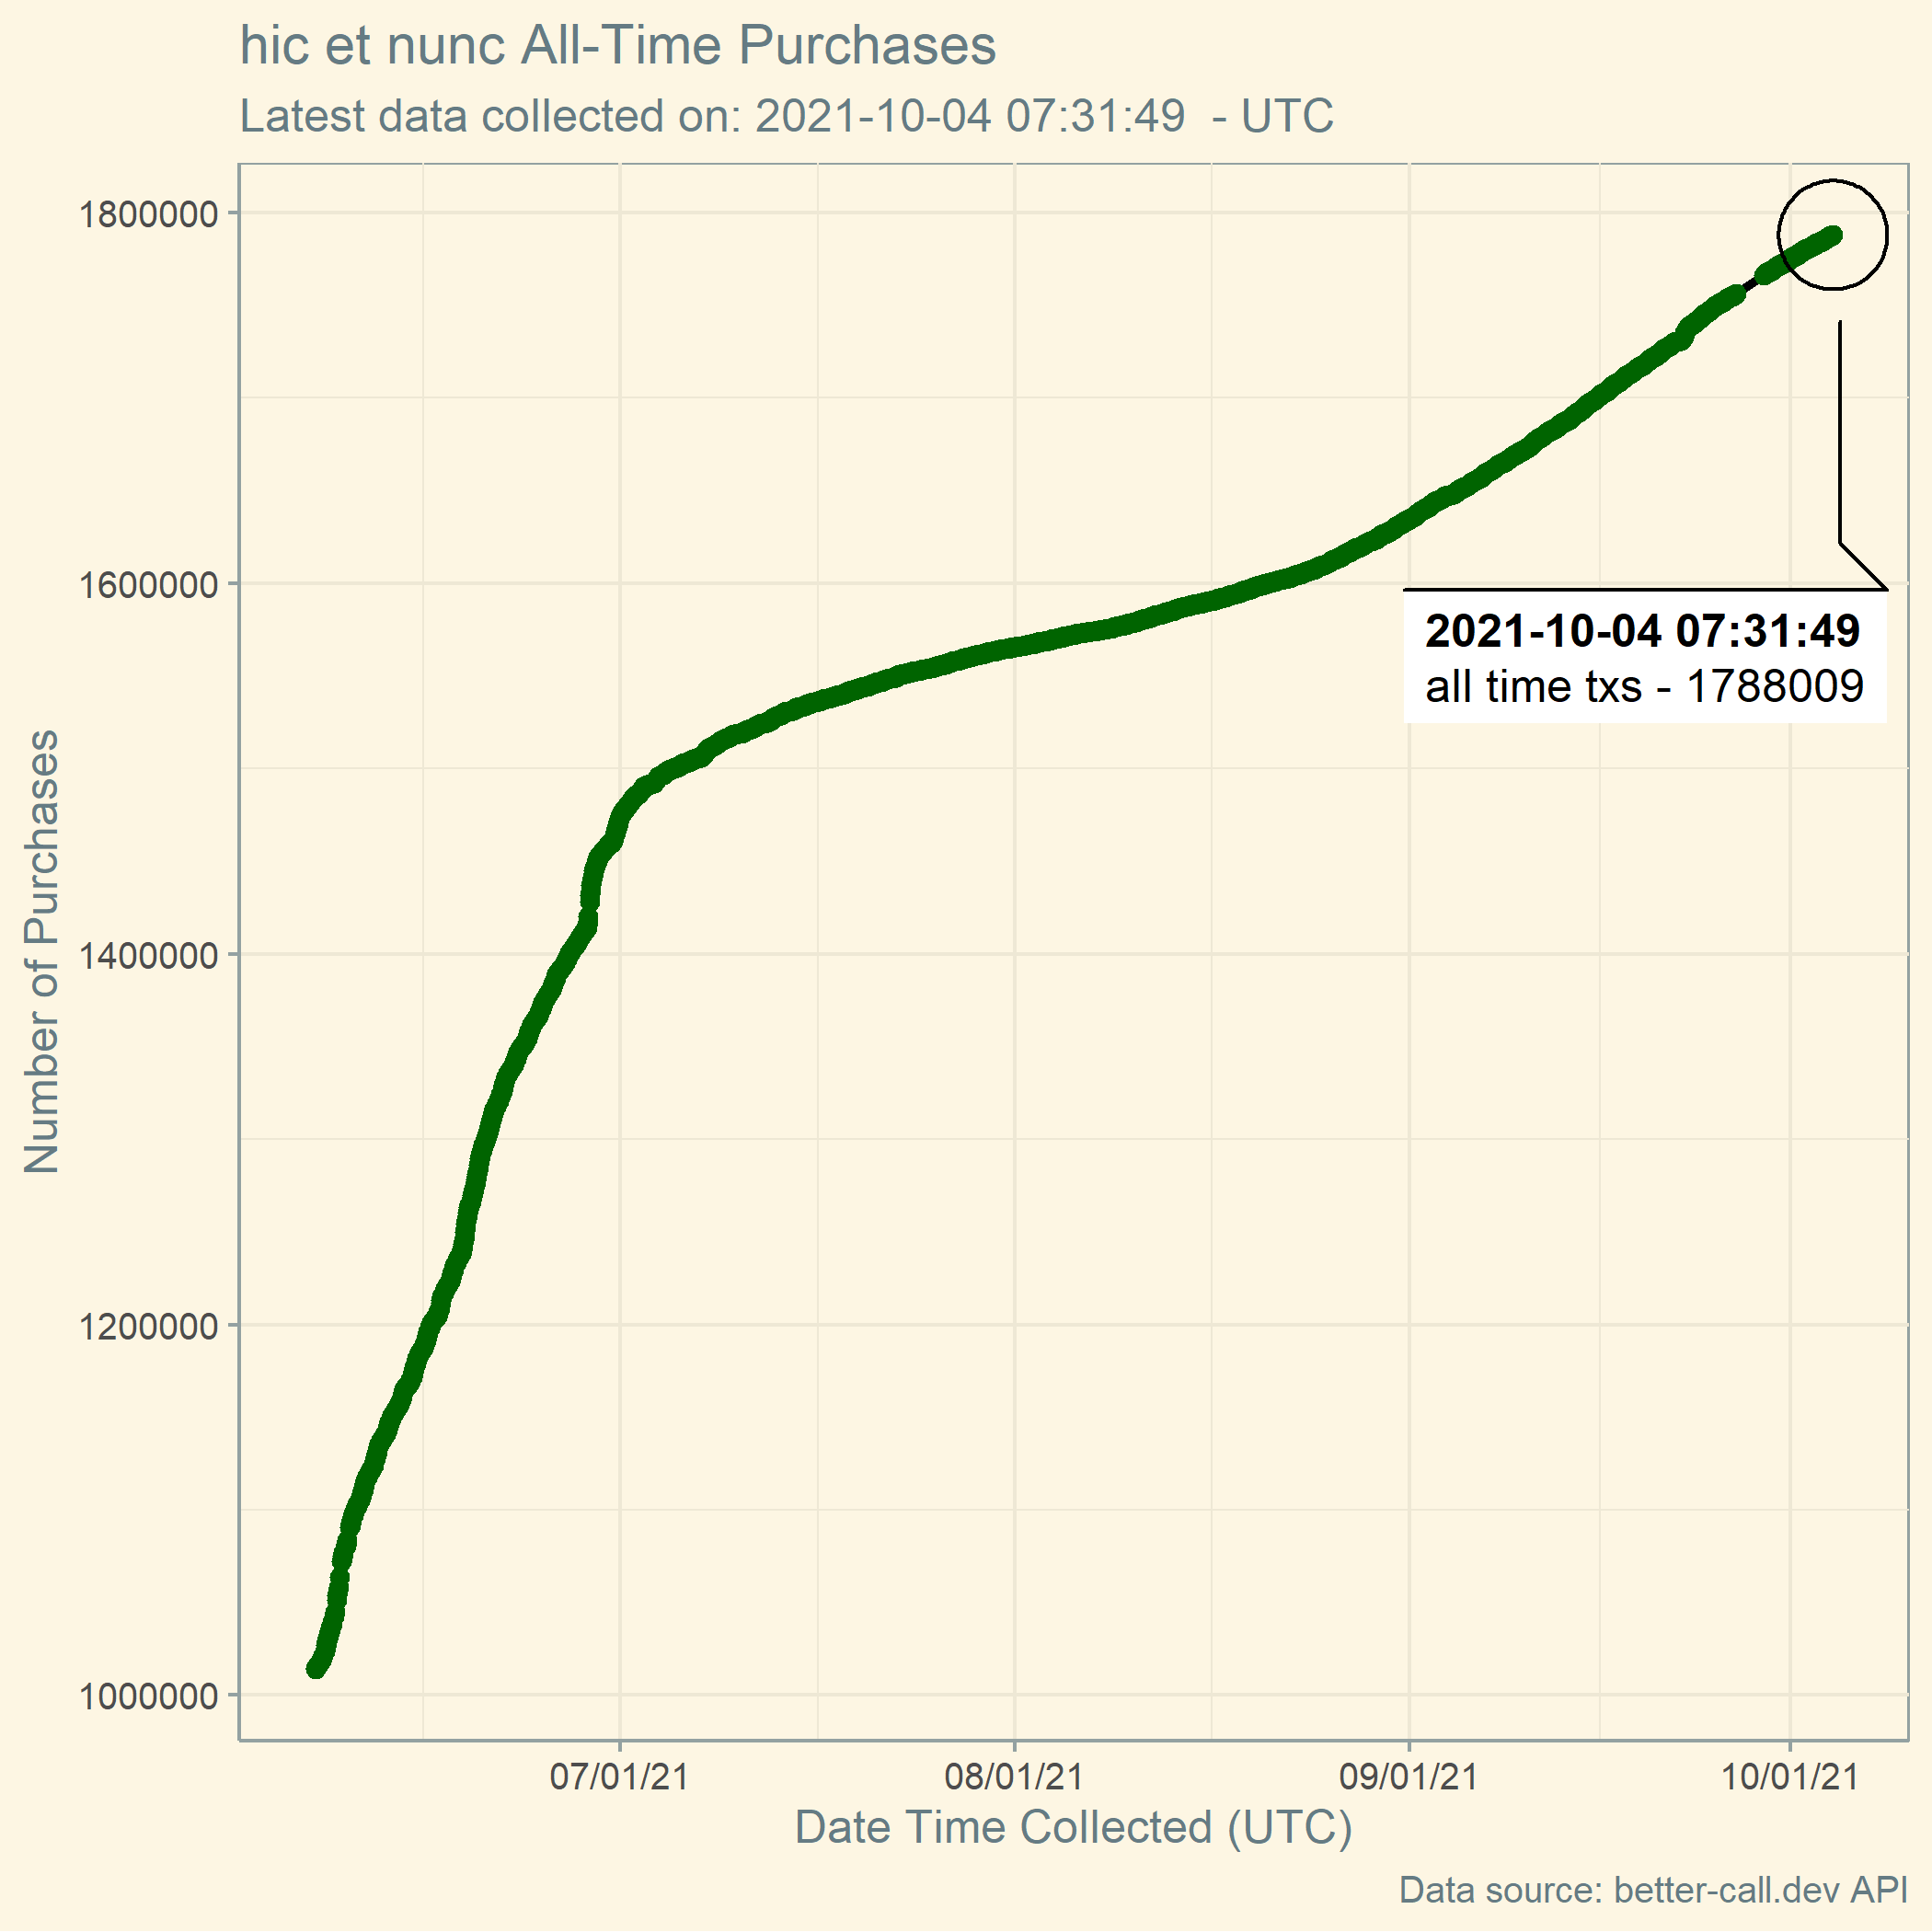 hic et nunc All-Time Purchases
Latest data collected on: 2021-10-04 07:31:49  - UTC
Number of Purchases
1800000
1600000
1400000
1200000
1000000
2021-10-04 07:31:49
all time txs - 1788009
07/01/21
08/01/21
09/01/21
10/01/21
Date Time Collected (UTC)
Data source: better-call.dev API